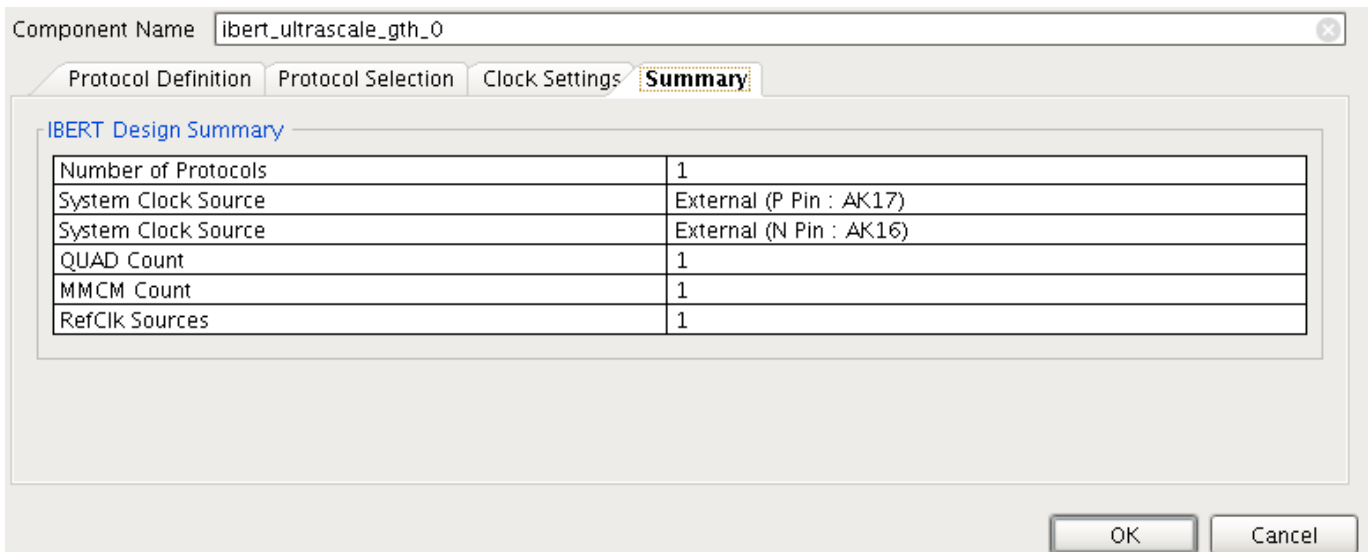 Component Name ibert_ultrascale_gth_0
Protocol Definition Protocol Selection Clock Settings Summary
IBERT Design Summary
Number of Protocols 1
System Clock Source External (P Pin : AK17)
System Clock Source External (N Pin : AK16)
QUAD Count 1
MMCM Count 1
RefClk Sources 1
OK Cancel